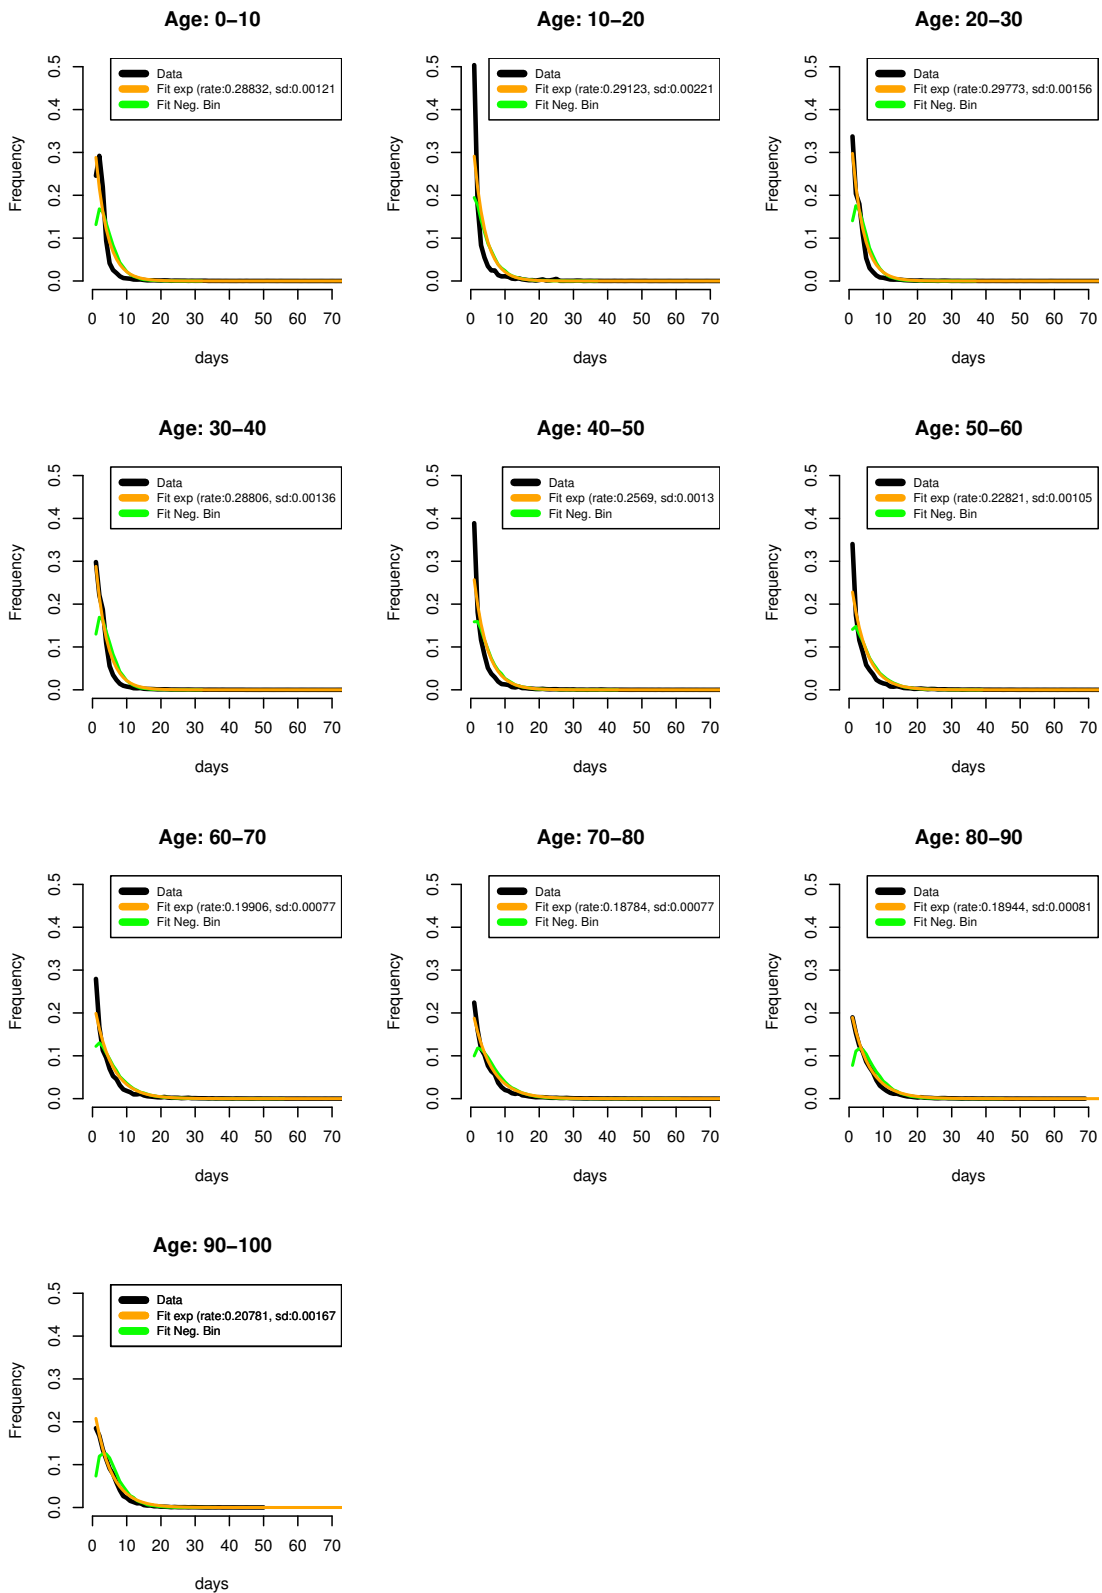 Age: 0−10
Frequency
0.0 0.1 0.2 0.3 0.4 0.5
Data
Fit exp (rate:0.28832, sd:0.00121
Fit Neg. Bin
0 10 20 30 40 50 60 70
days
Age: 10−20
Frequency
0.0 0.1 0.2 0.3 0.4 0.5
Data
Fit exp (rate:0.29123, sd:0.00221
Fit Neg. Bin
0 10 20 30 40 50 60 70
days
Age: 20−30
Frequency
0.0 0.1 0.2 0.3 0.4 0.5
Data
Fit exp (rate:0.29773, sd:0.00156
Fit Neg. Bin
0 10 20 30 40 50 60 70
days
Age: 30−40
Frequency
0.0 0.1 0.2 0.3 0.4 0.5
Data
Fit exp (rate:0.28806, sd:0.00136
Fit Neg. Bin
0 10 20 30 40 50 60 70
days
Age: 40−50
Frequency
0.0 0.1 0.2 0.3 0.4 0.5
Data
Fit exp (rate:0.2569, sd:0.0013
Fit Neg. Bin
0 10 20 30 40 50 60 70
days
Age: 50−60
Frequency
0.0 0.1 0.2 0.3 0.4 0.5
Data
Fit exp (rate:0.22821, sd:0.00105
Fit Neg. Bin
0 10 20 30 40 50 60 70
days
Age: 60−70
Frequency
0.0 0.1 0.2 0.3 0.4 0.5
Data
Fit exp (rate:0.19906, sd:0.00077
Fit Neg. Bin
0 10 20 30 40 50 60 70
days
Age: 70−80
Frequency
0.0 0.1 0.2 0.3 0.4 0.5
Data
Fit exp (rate:0.18784, sd:0.00077
Fit Neg. Bin
0 10 20 30 40 50 60 70
days
Age: 80−90
Frequency
0.0 0.1 0.2 0.3 0.4 0.5
Data
Fit exp (rate:0.18944, sd:0.00081
Fit Neg. Bin
0 10 20 30 40 50 60 70
days
Age: 90−100
Frequency
0.0 0.1 0.2 0.3 0.4 0.5
Data
Fit exp (rate:0.20781, sd:0.00167
Fit Neg. Bin
0 10 20 30 40 50 60 70
days